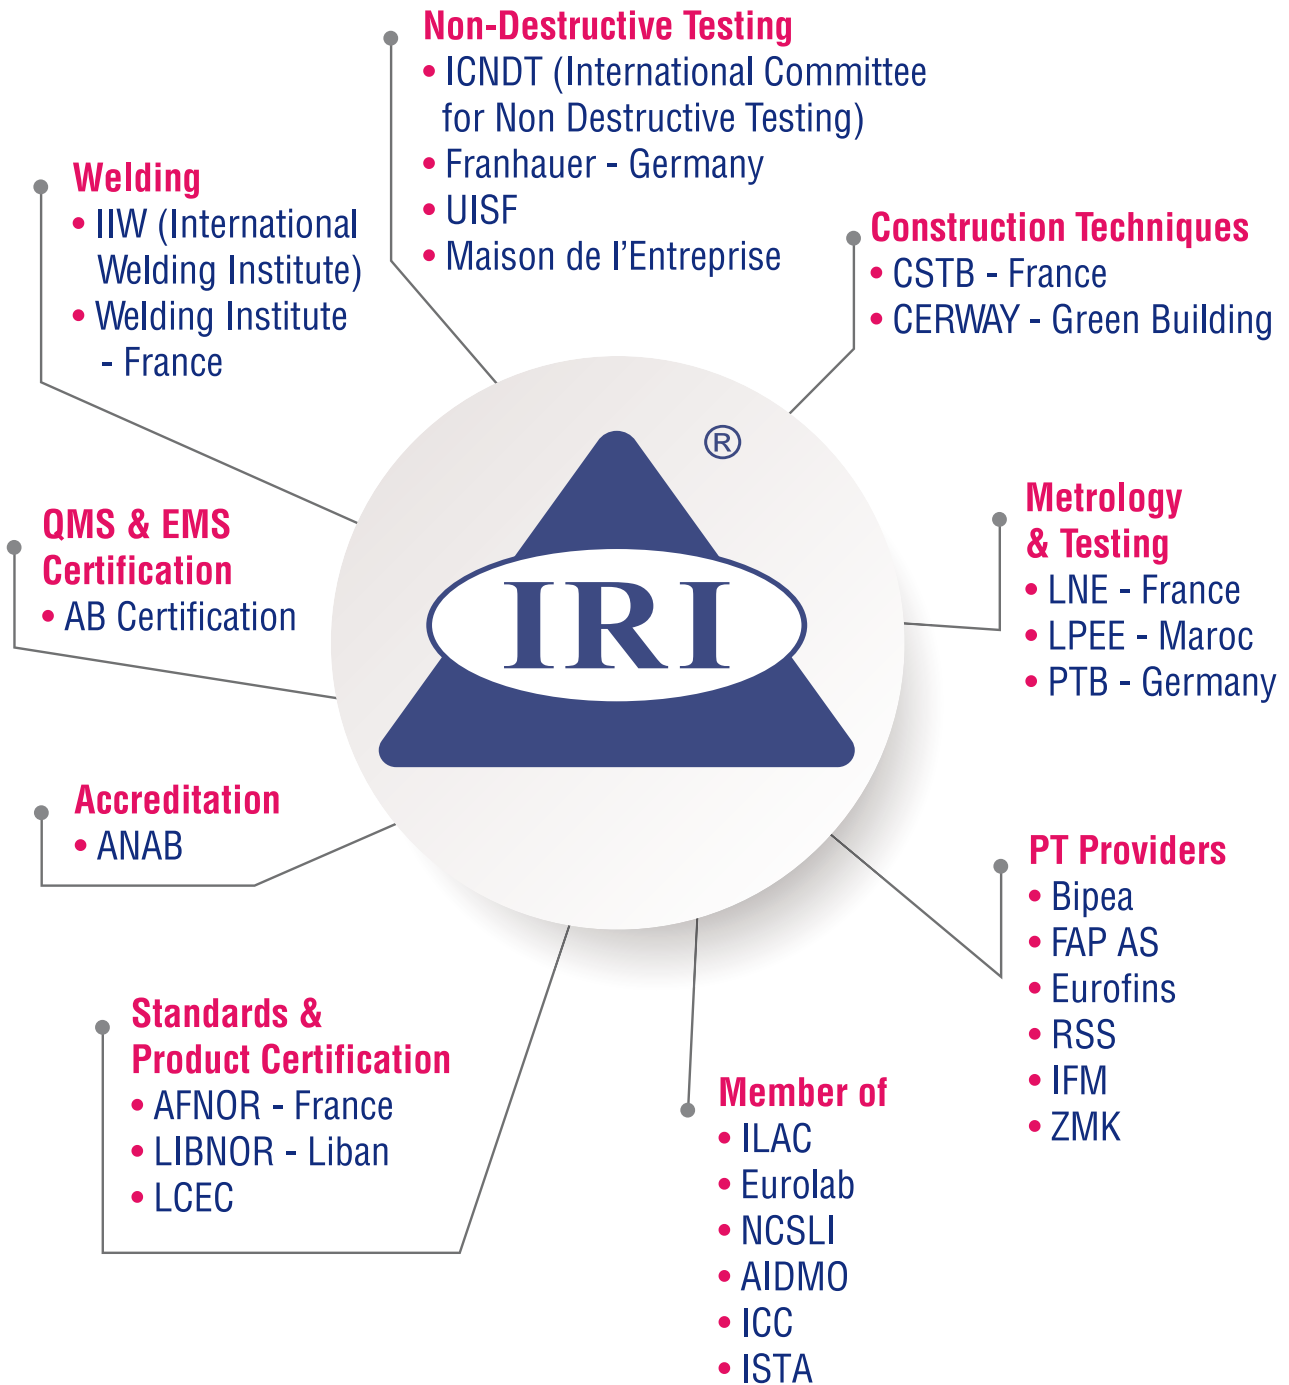 Non-Destructive Testing
• ICNDT (International Committee
for Non Destructive Testing)
• Franhauer - Germany
• UISF
• Maison de l'Entreprise
Welding
• IIW (International
Welding Institute)
• Welding Institute
- France
Construction Techniques
• CSTB - France
• CERWAY - Green Building
®
IRI
QMS & EMS
Certification
• AB Certification
Metrology
& Testing
• LNE - France
• LPEE - Maroc
• PTB - Germany
Accreditation
• ANAB
PT Providers
• Bipea
• FAP AS
• Eurofins
• RSS
• IFM
• ZMK
Standards &
Product Certification
• AFNOR - France
• LIBNOR - Liban
• LCEC
Member of
• ILAC
• Eurolab
• NCSLI
• AIDMO
• ICC
• ISTA